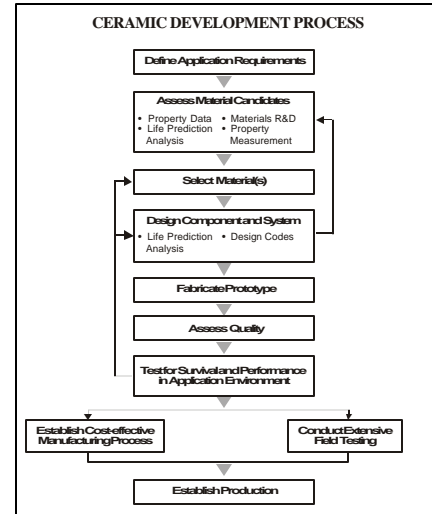 CERAMIC DEVELOPMENT PROCESS
Define Application Requirements
Assess Material Candidates
• Property Data • Materials R&D
• Life Prediction • Property
Analysis Measurement
Select Material(s)
Design Component and System
• Life Prediction • Design Codes
Analysis
Fabricate Prototype
Assess Quality
Test for Survival and Performance
in Application Environment
Establish Cost-effective
Manufacturing Process
Conduct Extensive
Field Testing
Establish Production